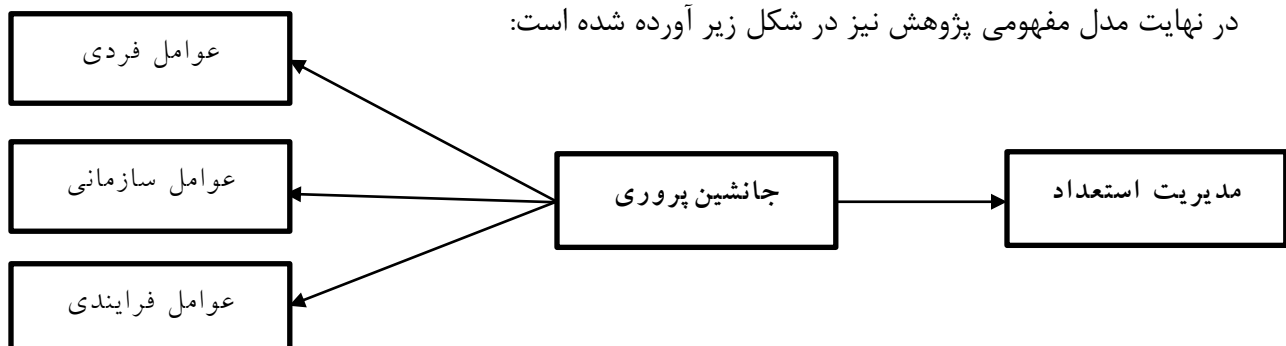 در نهایت مدل مفهومی پژوهش نیز در شکل زیر آورده شده است:
عوامل فردی
عوامل سازمانی
عوامل فرایندی
جانشین پروری
مدیریت استعداد